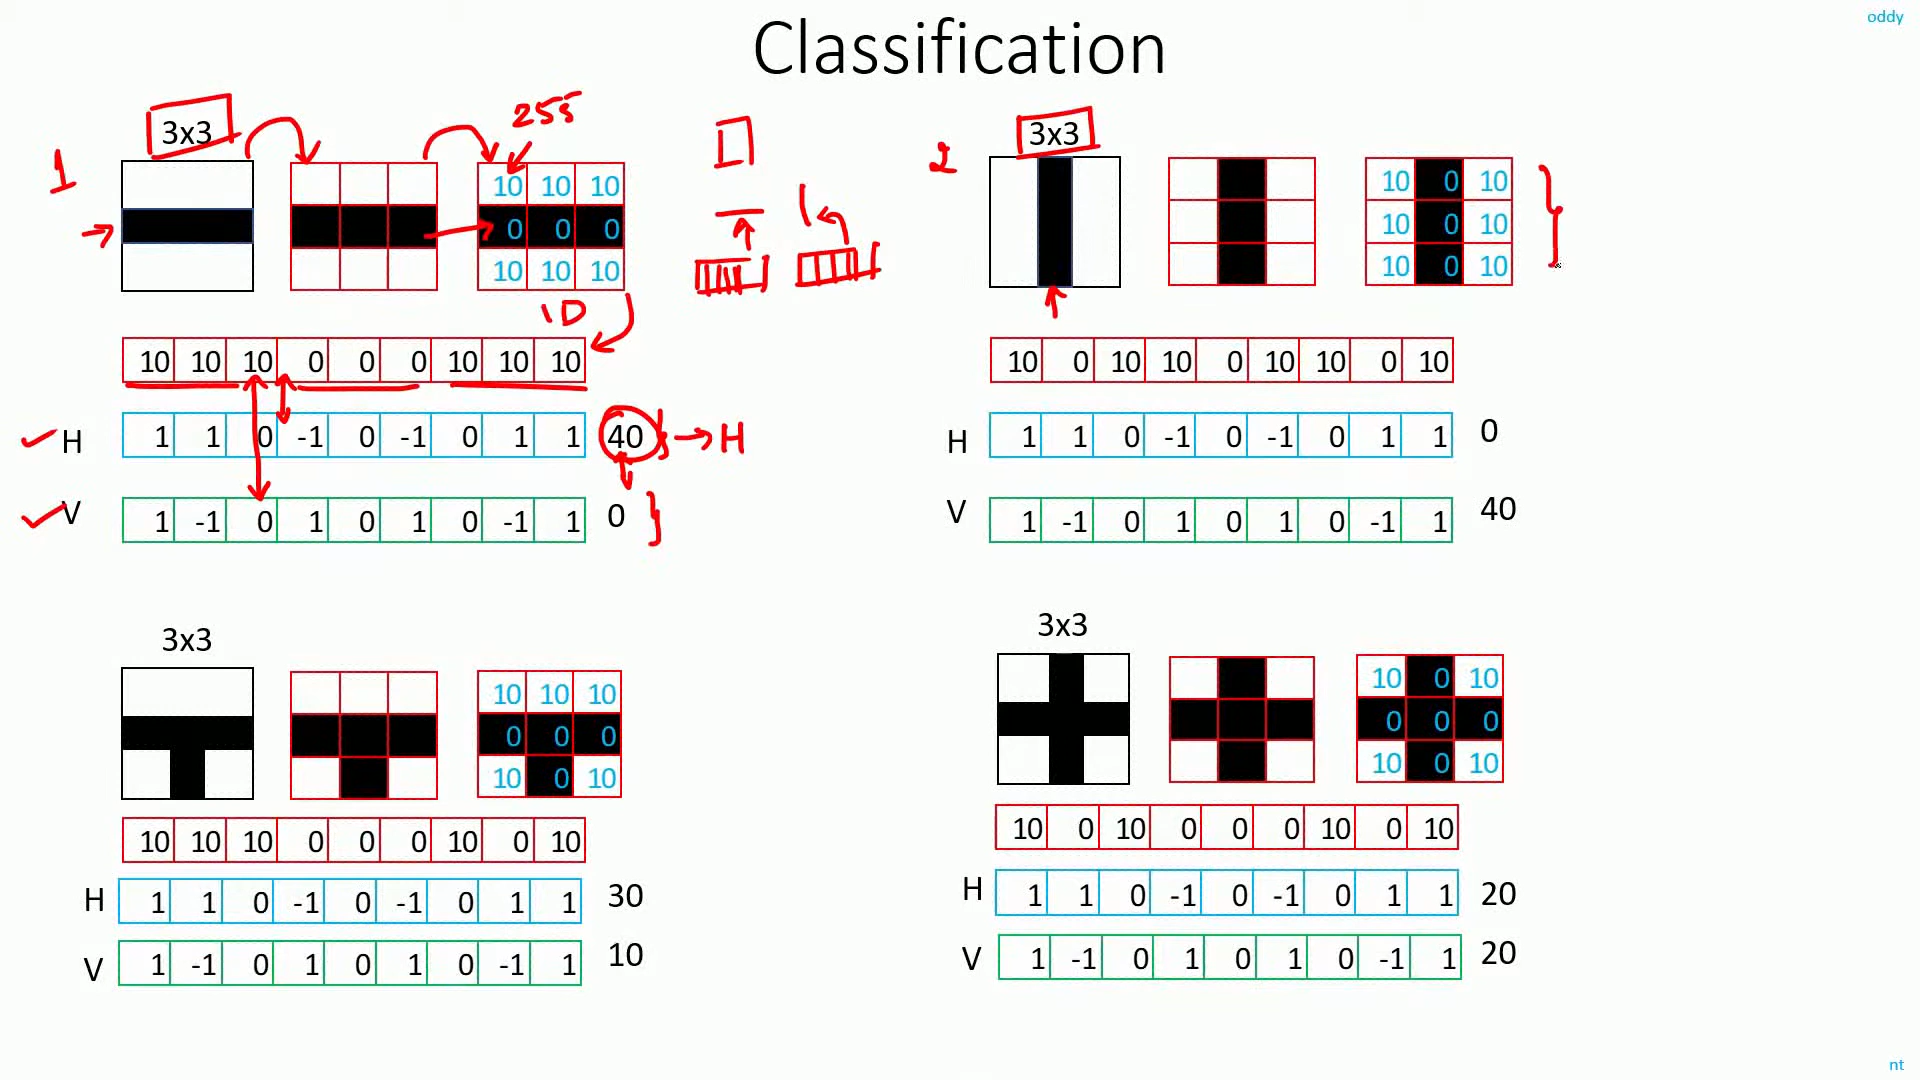 oddy
Classification
3x3
255
1
10 10 10
0 0 0
10 10 10
1D
10 10 10 0 0 0 10 10 10
H 1 1 0 -1 0 -1 0 1 1 40 H
V 1 -1 0 1 0 1 0 -1 1 0
2
3x3
10 0 10
10 0 10
10 0 10
10 0 10 10 0 10 10 0 10
H 1 1 0 -1 0 -1 0 1 1 0
V 1 -1 0 1 0 1 0 -1 1 40
3x3
10 10 10
0 0 0
10 0 10
10 10 10 0 0 0 10 0 10
H 1 1 0 -1 0 -1 0 1 1 30
V 1 -1 0 1 0 1 0 -1 1 10
3x3
10 0 10
0 0 0
10 0 10
10 0 10 0 0 0 10 0 10
H 1 1 0 -1 0 -1 0 1 1 20
V 1 -1 0 1 0 1 0 -1 1 20
nt